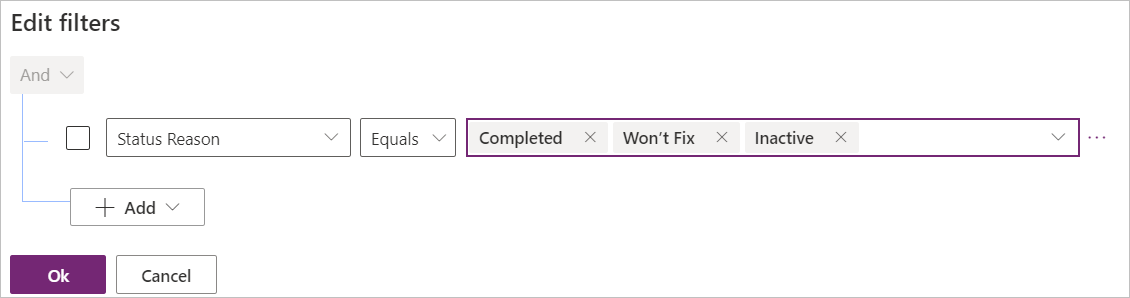 Edit filters
And
Status Reason Equals Completed Won’t Fix Inactive
Add
Ok Cancel